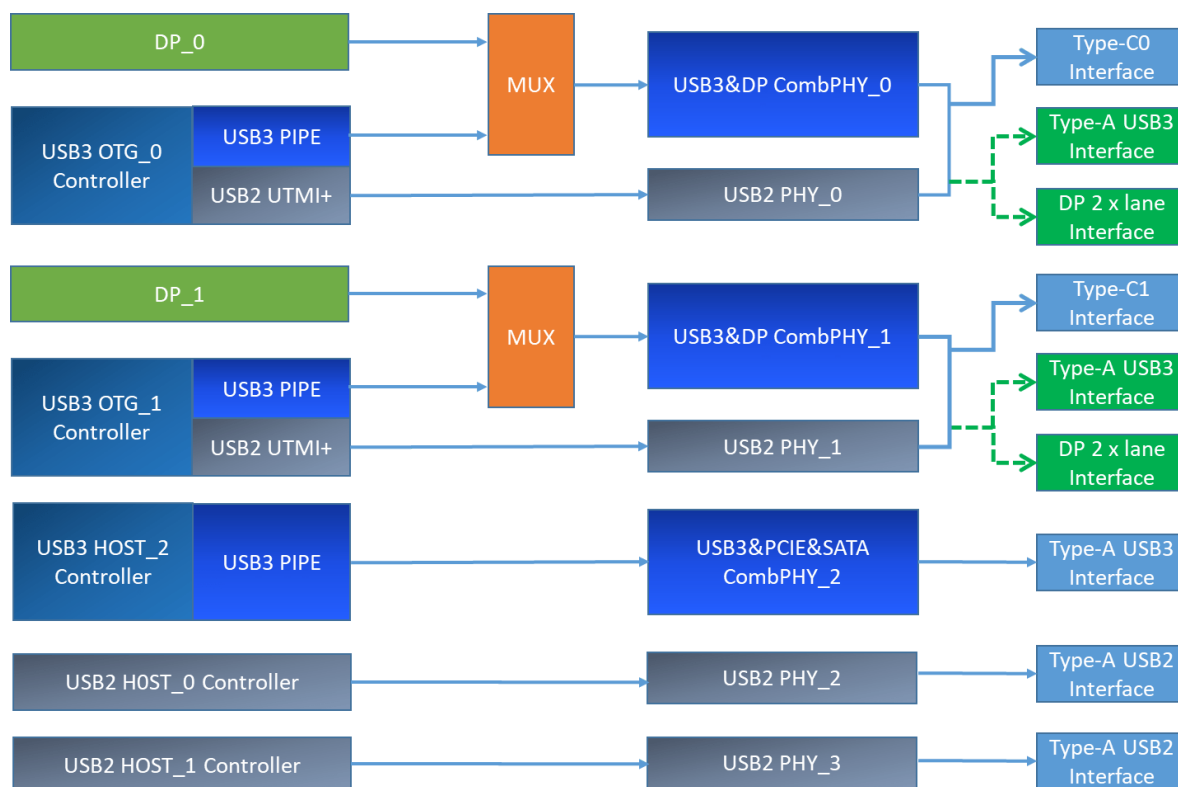 DP_0
MUX
USB3&DP CombPHY_0
Type-C0
Interface
USB3 OTG_0
Controller
USB3 PIPE
USB2 UTMI+
USB2 PHY_0
Type-A USB3
Interface
DP 2 x lane
Interface
DP_1
MUX
USB3&DP CombPHY_1
Type-C1
Interface
USB3 OTG_1
Controller
USB3 PIPE
USB2 UTMI+
USB2 PHY_1
Type-A USB3
Interface
DP 2 x lane
Interface
USB3 HOST_2
Controller
USB3 PIPE
USB3&PCIE&SATA
CombPHY_2
Type-A USB3
Interface
USB2 H0ST_0 Controller
USB2 PHY_2
Type-A USB2
Interface
USB2 HOST_1 Controller
USB2 PHY_3
Type-A USB2
Interface